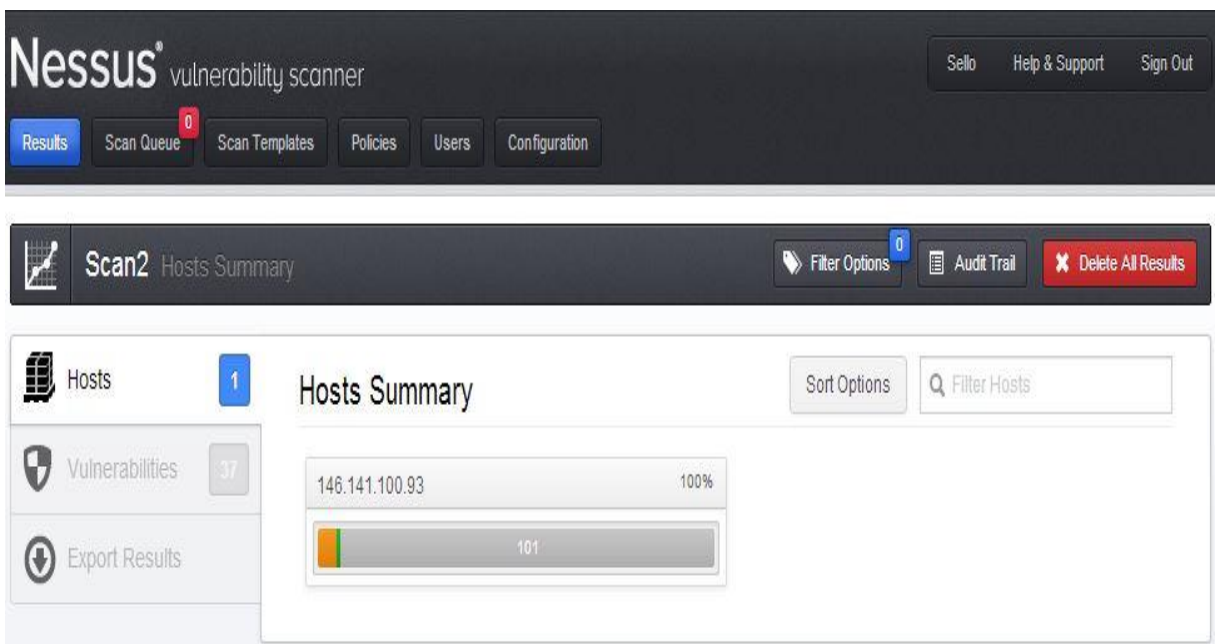 Nessus® vulnerability scanner
Sello Help & Support Sign Out
Results Scan Queue 0 Scan Templates Policies Users Configuration
Scan2 Hosts Summary
Filter Options 0 Audit Trail Delete All Results
Hosts 1
Vulnerabilities 37
Export Results
Hosts Summary
Sort Options Filter Hosts
146.141.100.93 100%
101